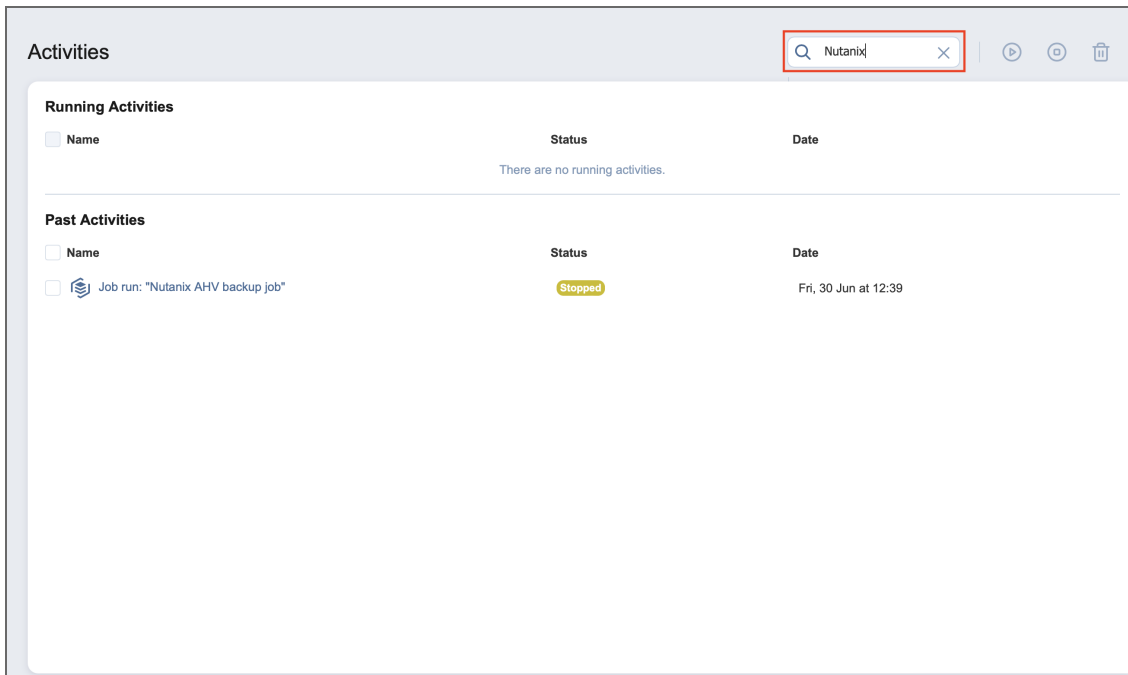 Activities
Nutanix
Running Activities
Name Status Date
There are no running activities.
Past Activities
Name Status Date
Job run: "Nutanix AHV backup job" Stopped Fri, 30 Jun at 12:39